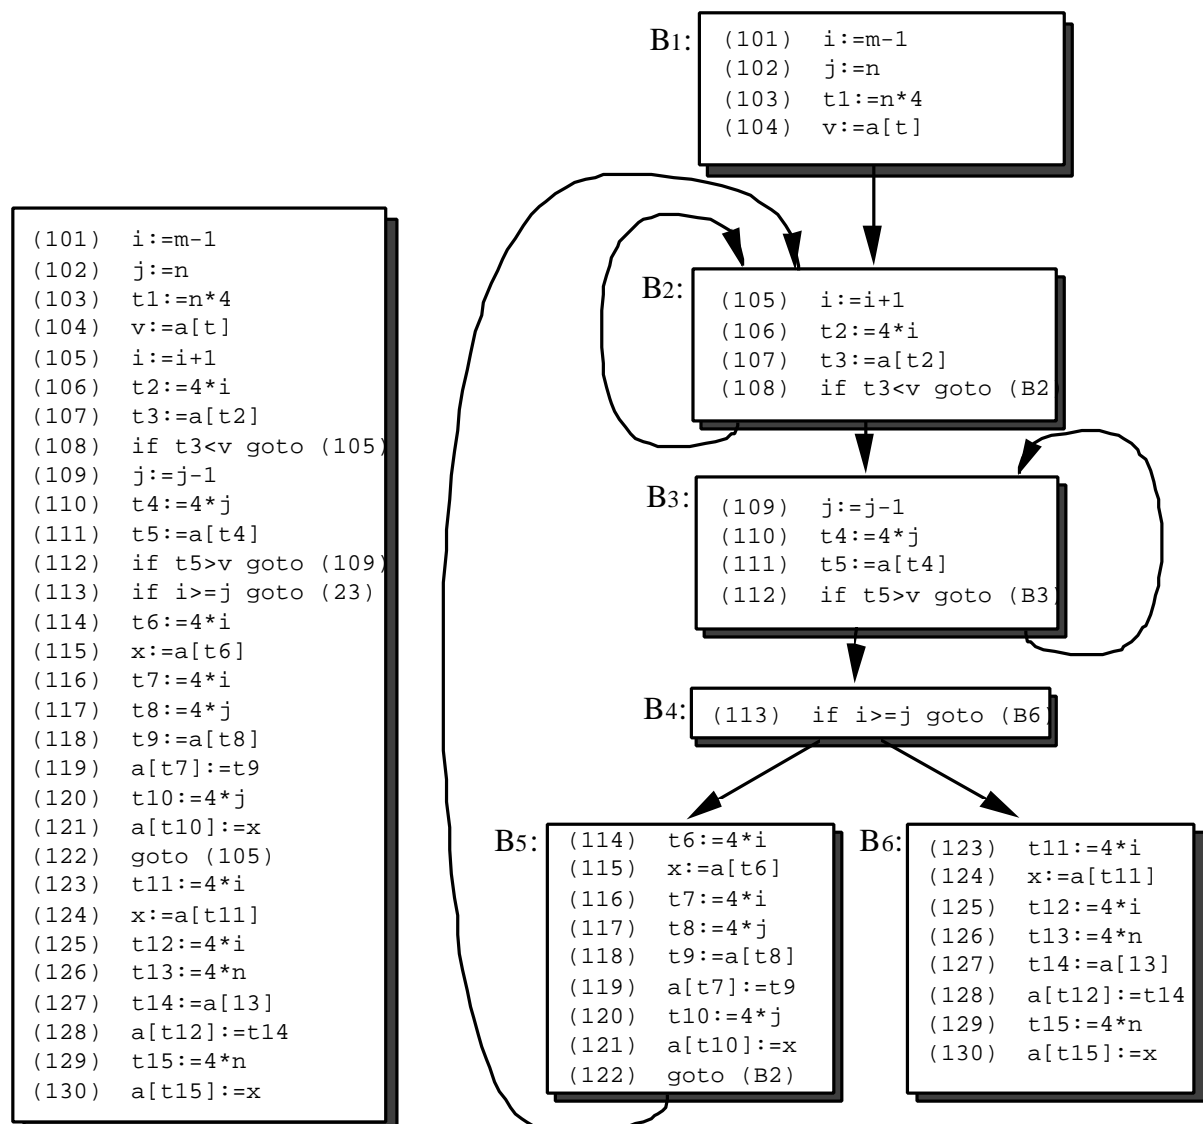 (101) i:=m-1
(102) j:=n
(103) t1:=n*4
(104) v:=a[t]
(105) i:=i+1
(106) t2:=4*i
(107) t3:=a[t2]
(108) if t3<v goto (105)
(109) j:=j-1
(110) t4:=4*j
(111) t5:=a[t4]
(112) if t5>v goto (109)
(113) if i>=j goto (23)
(114) t6:=4*i
(115) x:=a[t6]
(116) t7:=4*i
(117) t8:=4*j
(118) t9:=a[t8]
(119) a[t7]:=t9
(120) t10:=4*j
(121) a[t10]:=x
(122) goto (105)
(123) t11:=4*i
(124) x:=a[t11]
(125) t12:=4*i
(126) t13:=4*n
(127) t14:=a[13]
(128) a[t12]:=t14
(129) t15:=4*n
(130) a[t15]:=x
B1:
(101) i:=m-1
(102) j:=n
(103) t1:=n*4
(104) v:=a[t]
B2:
(105) i:=i+1
(106) t2:=4*i
(107) t3:=a[t2]
(108) if t3<v goto (B2
B3:
(109) j:=j-1
(110) t4:=4*j
(111) t5:=a[t4]
(112) if t5>v goto (B3)
B4:
(113) if i>=j goto (B6)
B5:
(114) t6:=4*i
(115) x:=a[t6]
(116) t7:=4*i
(117) t8:=4*j
(118) t9:=a[t8]
(119) a[t7]:=t9
(120) t10:=4*j
(121) a[t10]:=x
(122) goto (B2)
B6:
(123) t11:=4*i
(124) x:=a[t11]
(125) t12:=4*i
(126) t13:=4*n
(127) t14:=a[13]
(128) a[t12]:=t14
(129) t15:=4*n
(130) a[t15]:=x